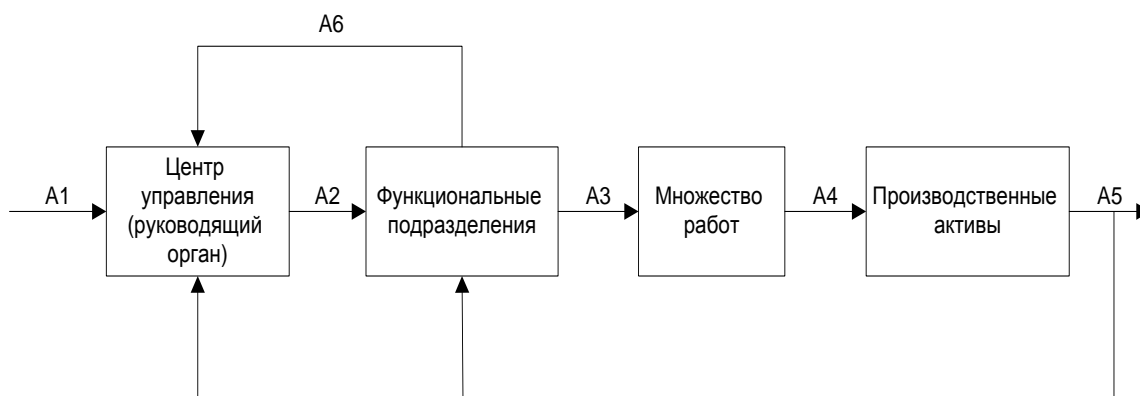 А6
А1
Центр
управления
(руководящий
орган)
А2
Функциональные
подразделения
А3
Множество
работ
А4
Производственные
активы
А5